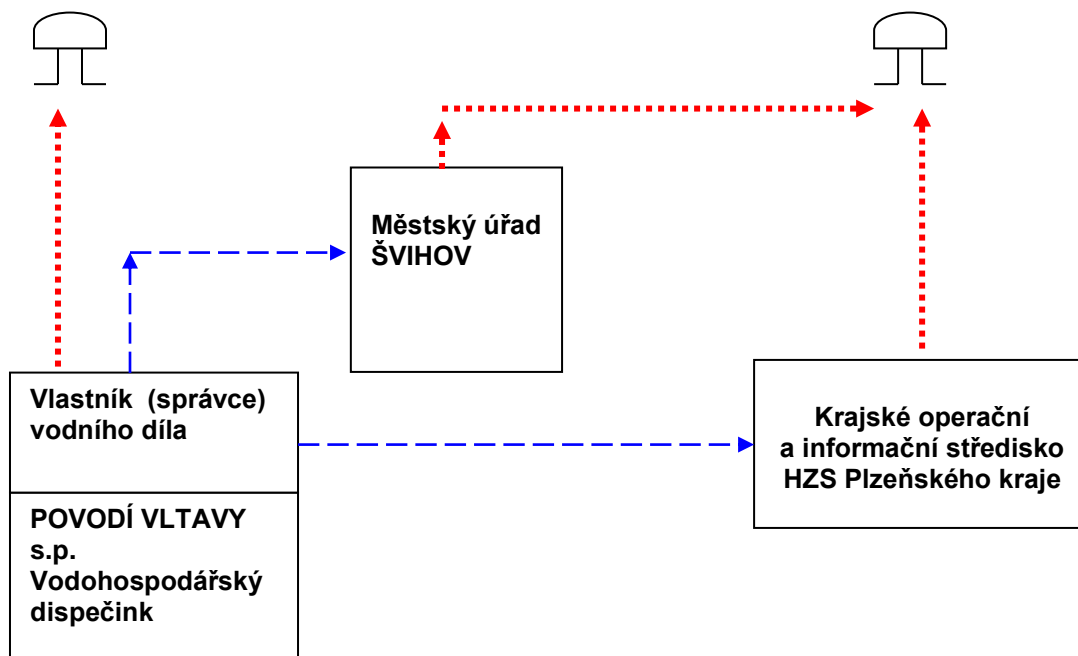 Městský úřad
ŠVIHOV
Vlastník (správce)
vodního díla
Krajské operační
a informační středisko
HZS Plzeňského kraje
POVODÍ VLTAVY
s.p.
Vodohospodářský
dispečink